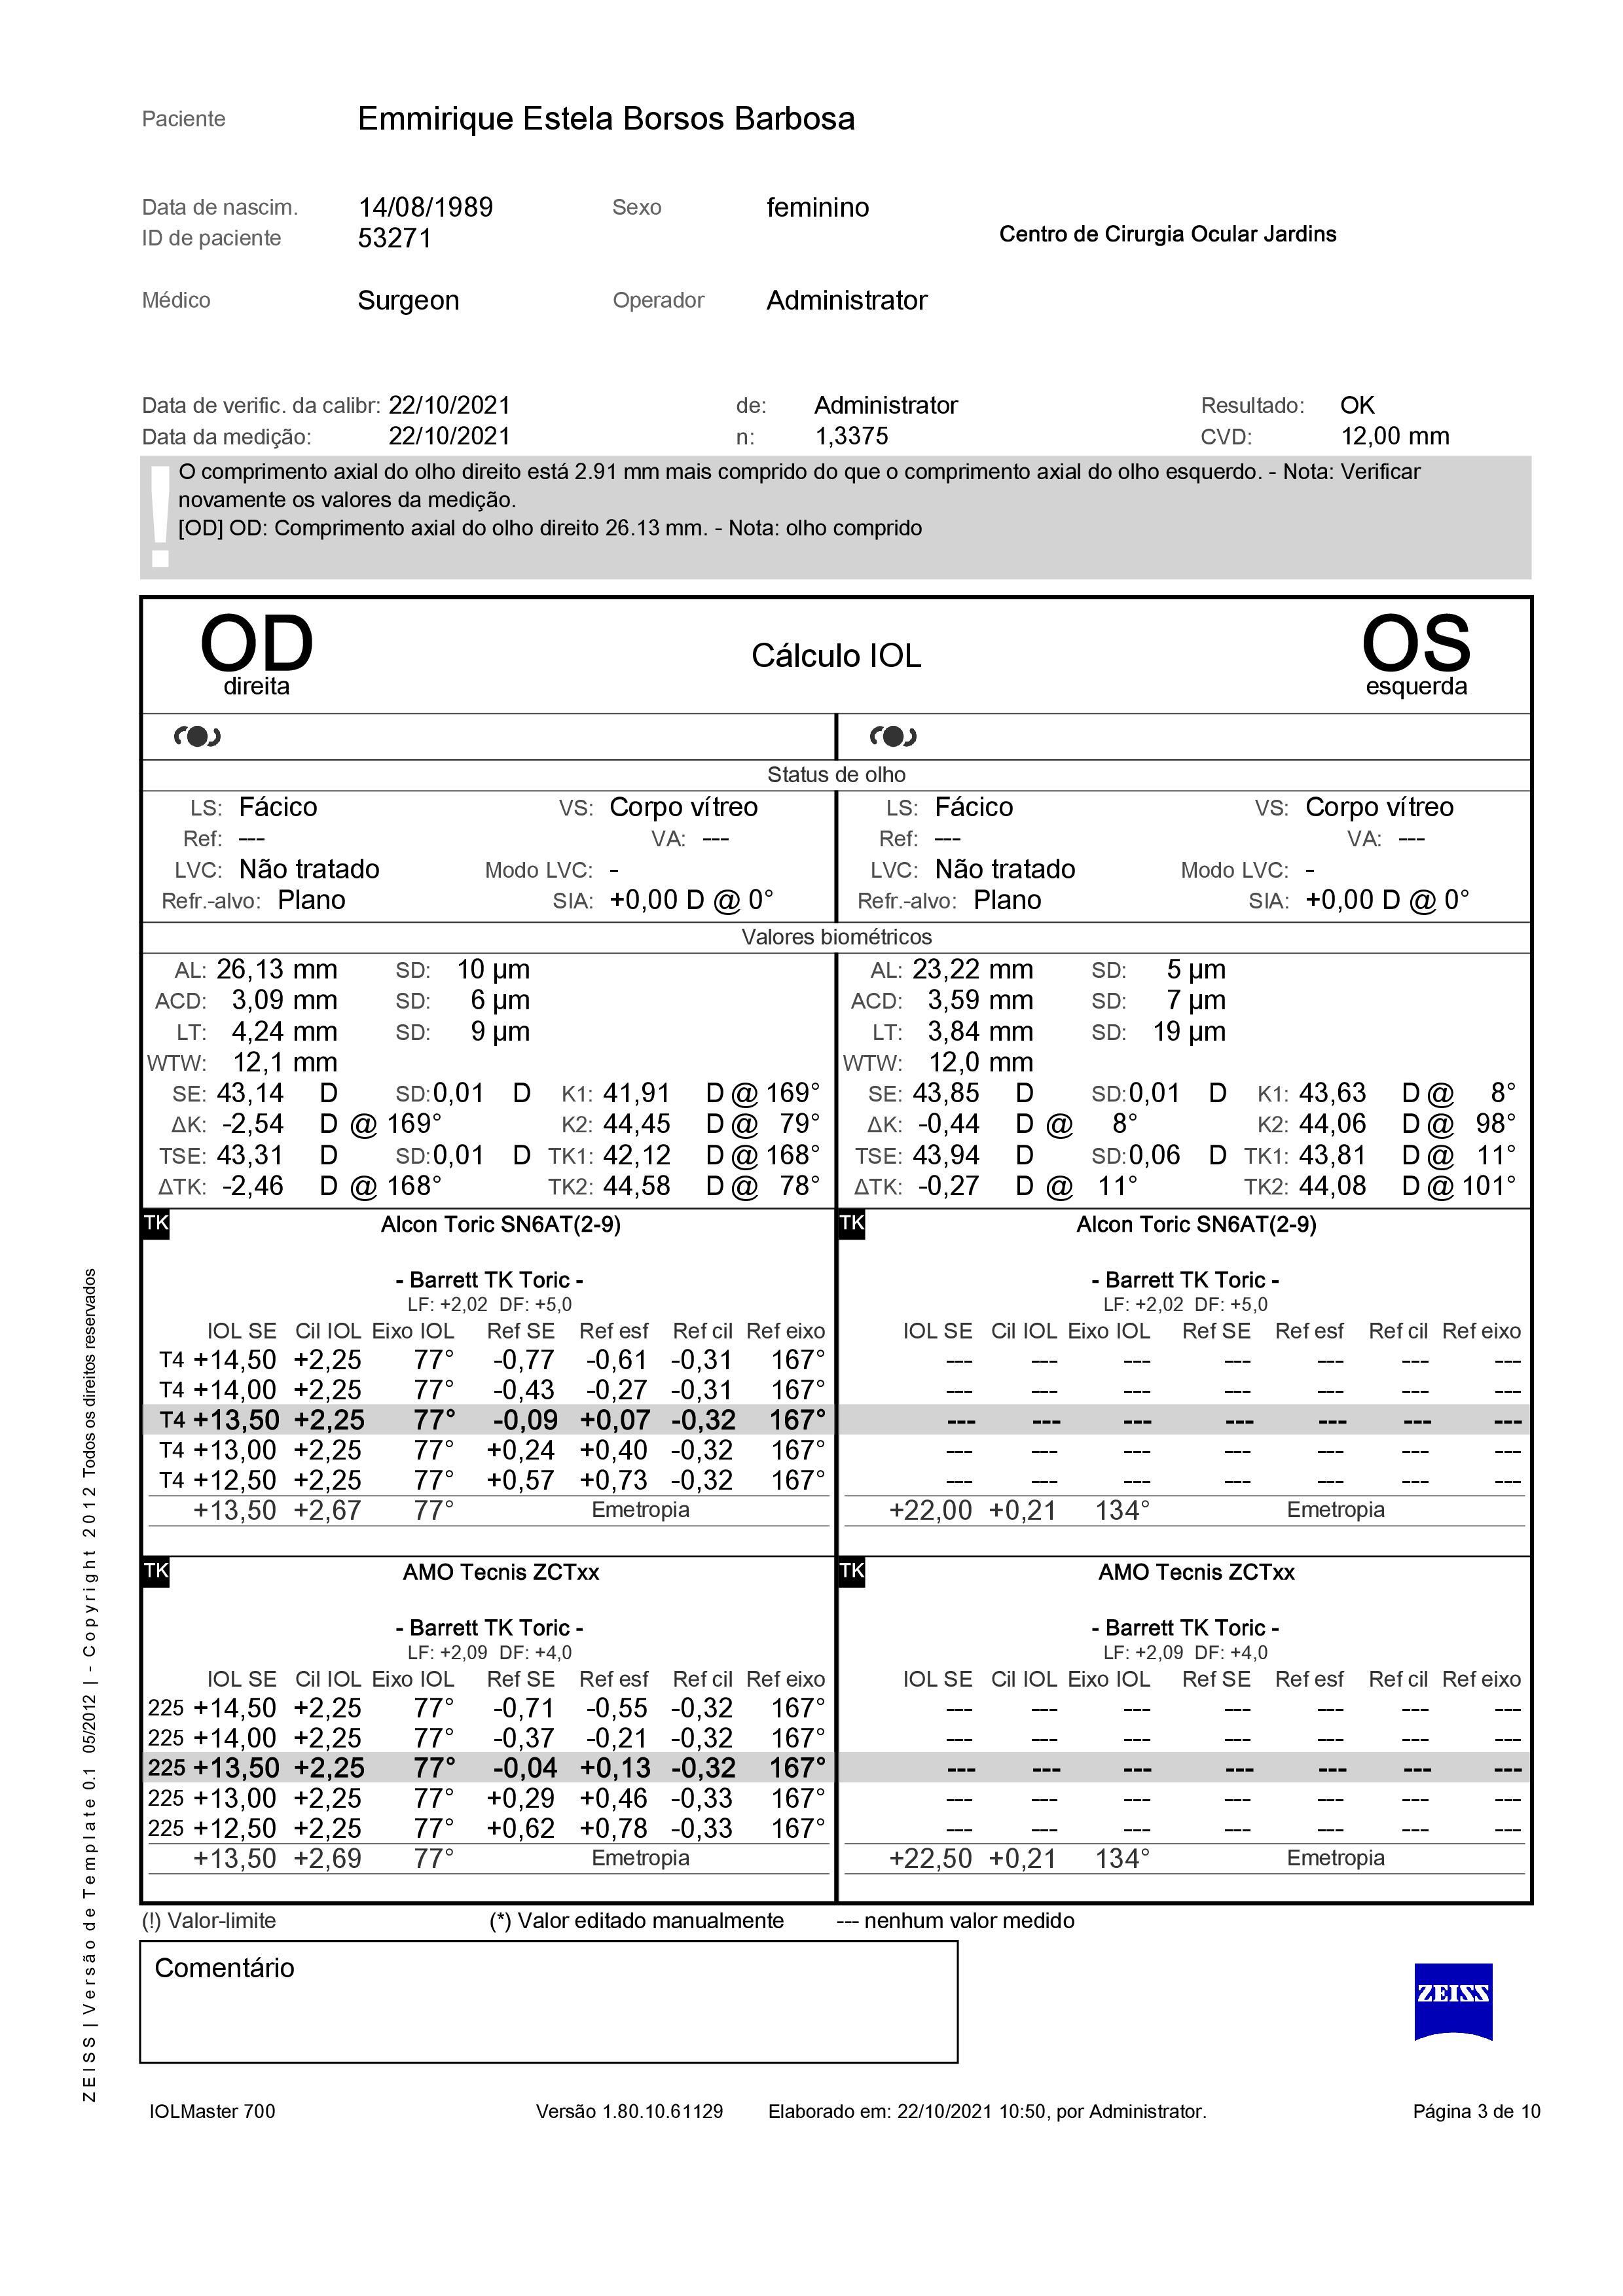 Paciente Emmirique Estela Borsos Barbosa
Data de nascim. 14/08/1989 Sexo feminino
ID de paciente 53271 Centro de Cirurgia Ocular Jardins
Médico Surgeon Operador Administrator
Data de verific. da calibr: 22/10/2021 de: Administrator Resultado: OK
Data da medição: 22/10/2021 n: 1,3375 CVD: 12,00 mm
! O comprimento axial do olho direito está 2.91 mm mais comprido do que o comprimento axial do olho esquerdo. - Nota: Verificar
novamente os valores da medição.
[OD] OD: Comprimento axial do olho direito 26.13 mm. - Nota: olho comprido
OD Cálculo IOL OS
direita esquerda
Status de olho
LS: Fácico VS: Corpo vítreo LS: Fácico VS: Corpo vítreo
Ref: --- VA: --- Ref: --- VA: ---
LVC: Não tratado Modo LVC: - LVC: Não tratado Modo LVC: -
Refr.-alvo: Plano SIA: +0,00 D @ 0° Refr.-alvo: Plano SIA: +0,00 D @ 0°
Valores biométricos
AL: 26,13 mm SD: 10 µm AL: 23,22 mm SD: 5 µm
ACD: 3,09 mm SD: 6 µm ACD: 3,59 mm SD: 7 µm
LT: 4,24 mm SD: 9 µm LT: 3,84 mm SD: 19 µm
WTW: 12,1 mm WTW: 12,0 mm
SE: 43,14 D SD:0,01 D K1: 41,91 D @ 169° SE: 43,85 D SD:0,01 D K1: 43,63 D @ 8°
ΔK: -2,54 D @ 169° K2: 44,45 D @ 79° ΔK: -0,44 D @ 8° K2: 44,06 D @ 98°
TSE: 43,31 D SD:0,01 D TK1: 42,12 D @ 168° TSE: 43,94 D SD:0,06 D TK1: 43,81 D @ 11°
ΔTK: -2,46 D @ 168° TK2: 44,58 D @ 78° ΔTK: -0,27 D @ 11° TK2: 44,08 D @ 101°
TK Alcon Toric SN6AT(2-9) TK Alcon Toric SN6AT(2-9)
- Barrett TK Toric - - Barrett TK Toric -
LF: +2,02 DF: +5,0 LF: +2,02 DF: +5,0
IOL SE Cil IOL Eixo IOL Ref SE Ref esf Ref cil Ref eixo IOL SE Cil IOL Eixo IOL Ref SE Ref esf Ref cil Ref eixo
T4 +14,50 +2,25 77° -0,77 -0,61 -0,31 167° --- --- --- --- --- --- ---
T4 +14,00 +2,25 77° -0,43 -0,27 -0,31 167° --- --- --- --- --- --- ---
T4 +13,50 +2,25 77° -0,09 +0,07 -0,32 167° --- --- --- --- --- --- ---
T4 +13,00 +2,25 77° +0,24 +0,40 -0,32 167° --- --- --- --- --- --- ---
T4 +12,50 +2,25 77° +0,57 +0,73 -0,32 167° --- --- --- --- --- --- ---
+13,50 +2,67 77° Emetropia +22,00 +0,21 134° Emetropia
TK AMO Tecnis ZCTxx TK AMO Tecnis ZCTxx
- Barrett TK Toric - - Barrett TK Toric -
LF: +2,09 DF: +4,0 LF: +2,09 DF: +4,0
IOL SE Cil IOL Eixo IOL Ref SE Ref esf Ref cil Ref eixo IOL SE Cil IOL Eixo IOL Ref SE Ref esf Ref cil Ref eixo
225 +14,50 +2,25 77° -0,71 -0,55 -0,32 167° --- --- --- --- --- --- ---
225 +14,00 +2,25 77° -0,37 -0,21 -0,32 167° --- --- --- --- --- --- ---
225 +13,50 +2,25 77° -0,04 +0,13 -0,32 167° --- --- --- --- --- --- ---
225 +13,00 +2,25 77° +0,29 +0,46 -0,33 167° --- --- --- --- --- --- ---
225 +12,50 +2,25 77° +0,62 +0,78 -0,33 167° --- --- --- --- --- --- ---
+13,50 +2,69 77° Emetropia +22,50 +0,21 134° Emetropia
(!) Valor-limite (*) Valor editado manualmente --- nenhum valor medido
Comentário
ZEISS
ZEISS | Versão de Template 0.1 05/2012 | - Copyright 2012 Todos os direitos reservados
IOLMaster 700 Versão 1.80.10.61129 Elaborado em: 22/10/2021 10:50, por Administrator. Página 3 de 10